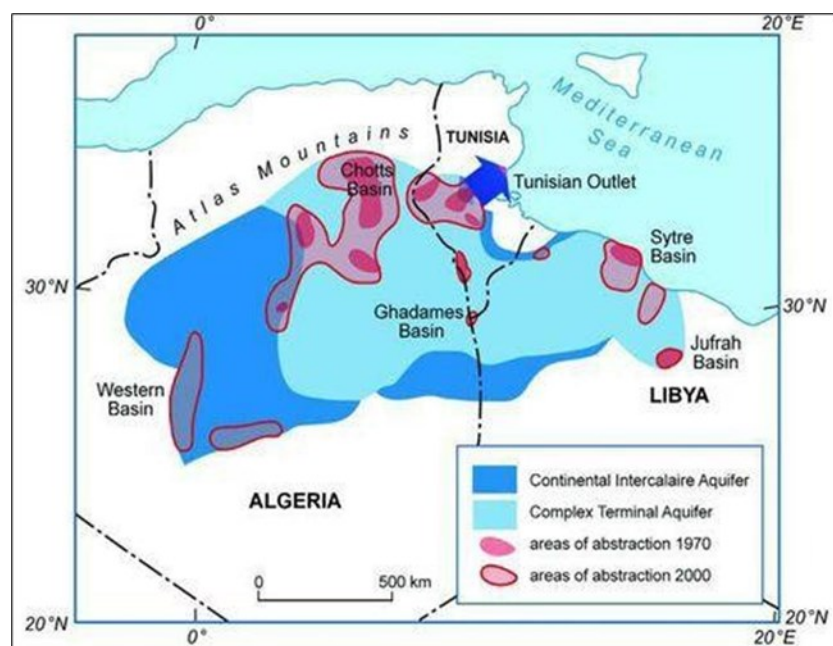 0°
20°E
Mediterranean
Sea
Atlas Mountains
TUNISIA
Chotts
Basin
Tunisian Outlet
Sytre
Basin
30°N
30°N
Ghadames
Basin
Jufrah
Basin
Western
Basin
LIBYA
ALGERIA
Continental Intercalaire Aquifer
Complex Terminal Aquifer
areas of abstraction 1970
areas of abstraction 2000
0
500 km
20°N
20°N
0°
20°E